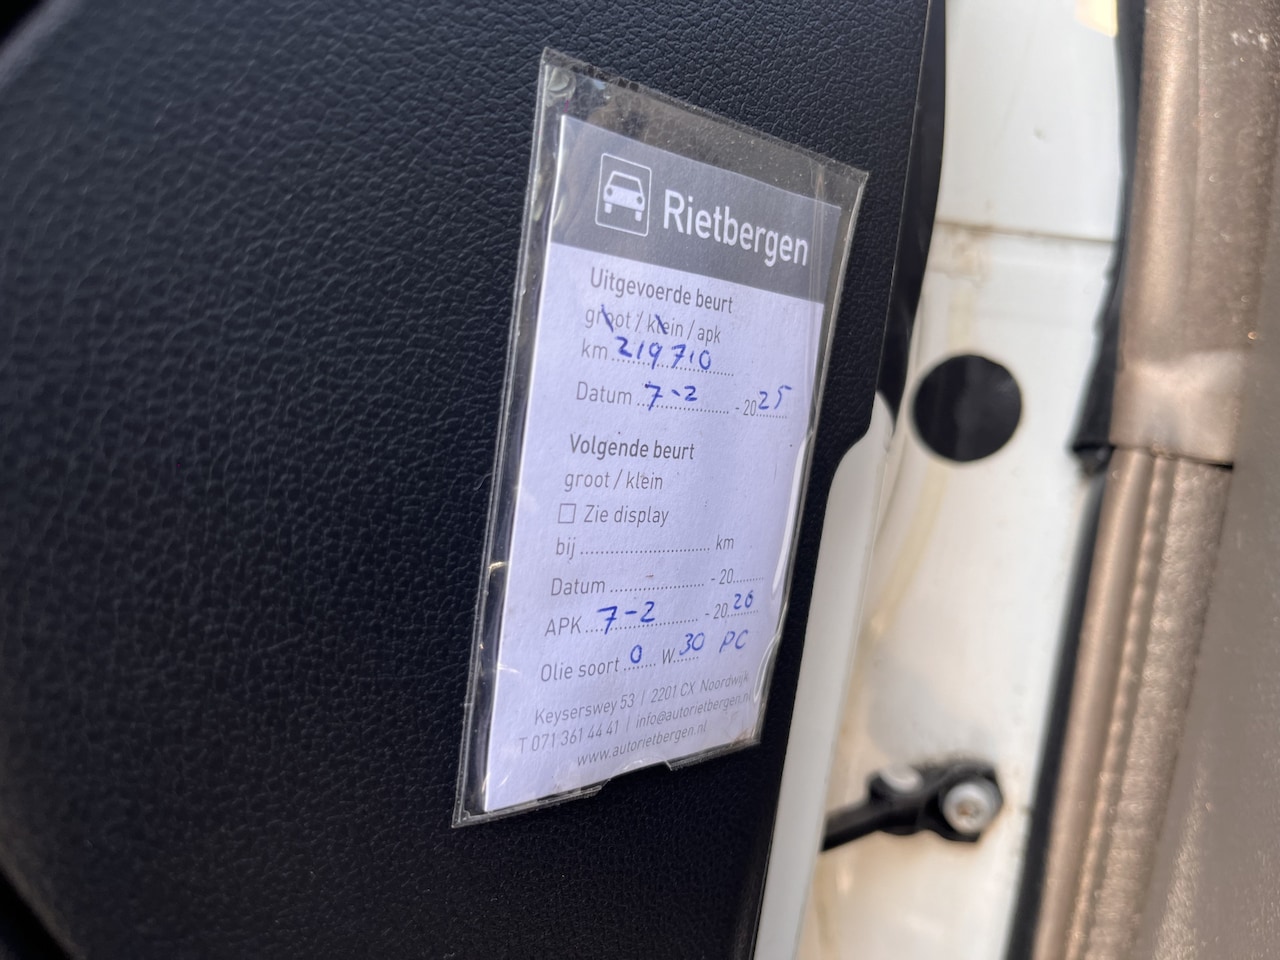 Rietbergen
Uitgevoerde beurt
groot / klein / apk
km 219710
Datum 7-2 - 2025
Volgende beurt
groot / klein
Zie display
bij ........................ km
Datum .................. - 20......
APK 7-2 - 2026
Olie soort 0 W 30 PC
Keyserswey 53 | 2201 CX Noordwijk
T 071 361 44 41 | info@autorietbergen.nl
www.autorietbergen.nl